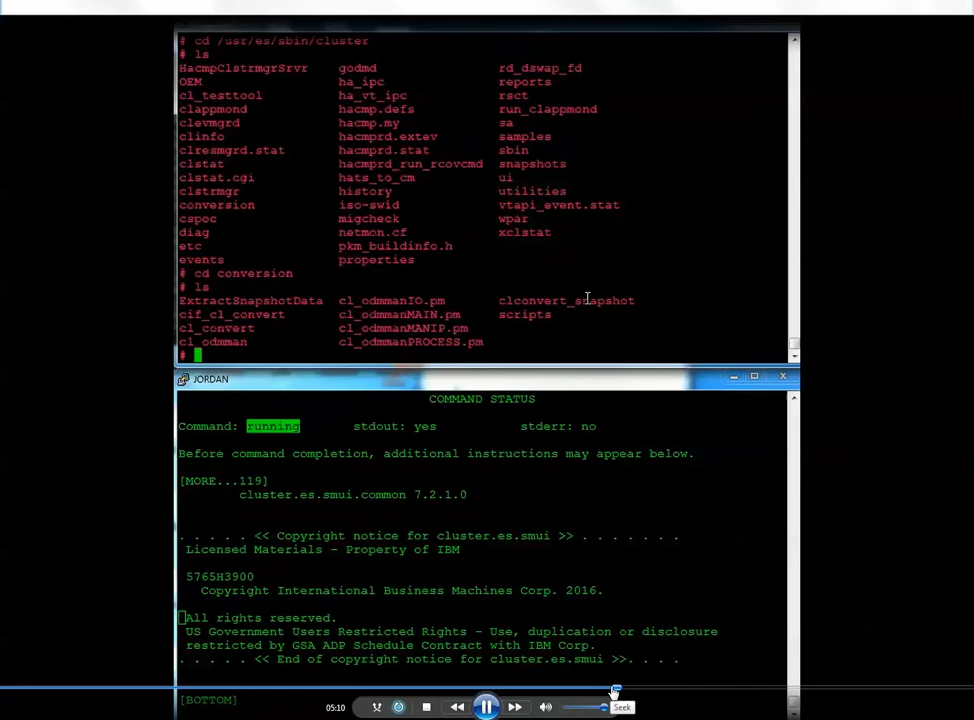 # cd /usr/es/sbin/cluster
# ls
HacmpClstrmgrSrvr godmd rd_dswap_fd
OEM ha_ipc reports
cl_testtool ha_vt_ipc rsct
clappmond hacmp.defs run_clappmond
clevmgrd hacmp.my sa
clinfo hacmprd.extev samples
clresmgrd.stat hacmprd.stat sbin
clstat hacmprd_run_rcovcmd snapshots
clstat.cgi hats_to_cm ui
clstrmgr history utilities
conversion iso-swid vtapi_event.stat
cspoc migcheck wpar
diag netmon.cf xclstat
etc pkm_buildinfo.h
events properties
# cd conversion
# ls
ExtractSnapshotData cl_odmmanIO.pm clconvert_snapshot
cif_cl_convert cl_odmmanMAIN.pm scripts
cl_convert cl_odmmanMANIP.pm
cl_odmman cl_odmmanPROCESS.pm
#
JORDAN
COMMAND STATUS
Command: running stdout: yes stderr: no
Before command completion, additional instructions may appear below.
[MORE...119]
cluster.es.smui.common 7.2.1.0
. . . . . << Copyright notice for cluster.es.smui >> . . . . . . .
Licensed Materials - Property of IBM
5765H3900
Copyright International Business Machines Corp. 2016.
All rights reserved.
US Government Users Restricted Rights - Use, duplication or disclosure
restricted by GSA ADP Schedule Contract with IBM Corp.
. . . . . << End of copyright notice for cluster.es.smui >>. . . .
[BOTTOM]
05:10 Seek